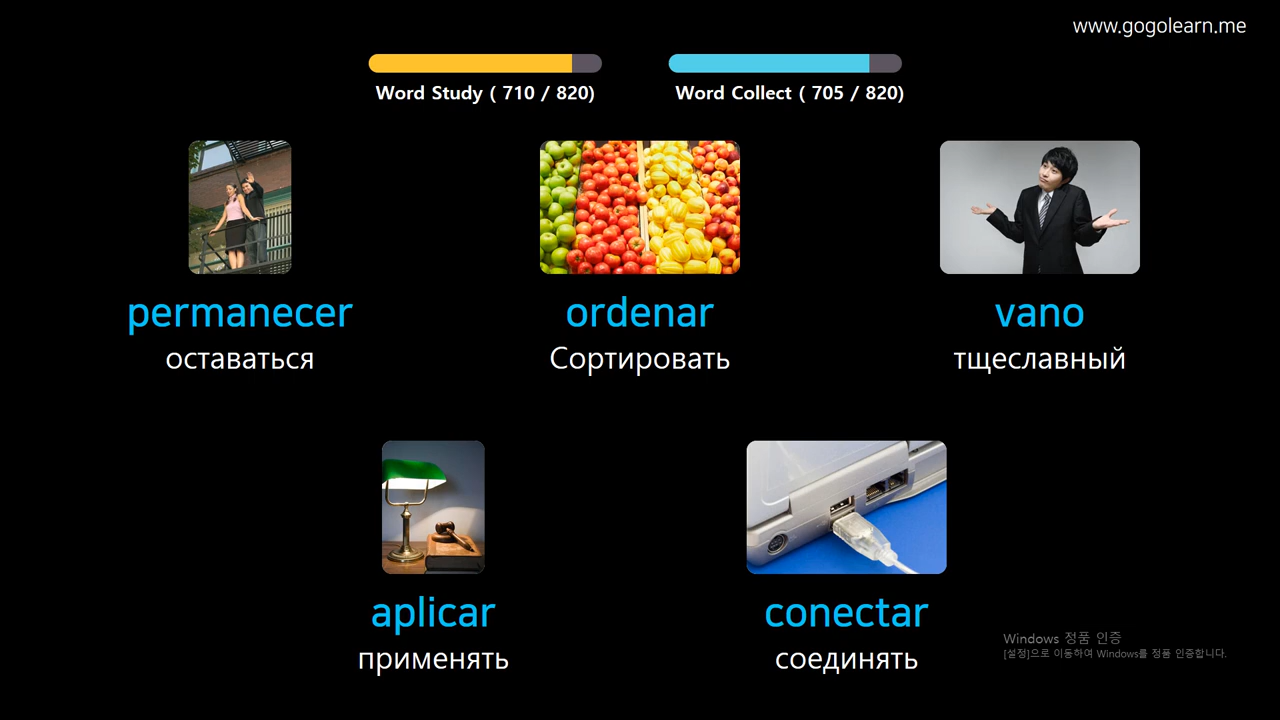 www.gogolearn.me
Word Study ( 710 / 820)
Word Collect ( 705 / 820)
permanecer
оставаться
ordenar
Сортировать
vano
тщеславный
aplicar
применять
conectar
соединять
Windows 정품 인증
[설정]으로 이동하여 Windows를 정품 인증합니다.